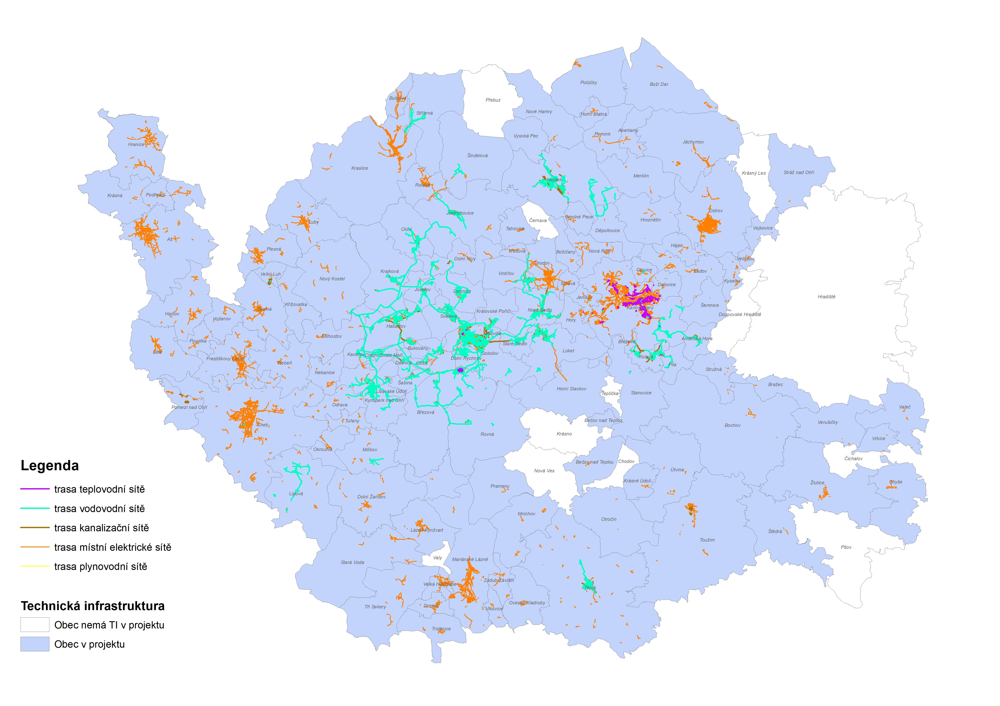 Potůčky
Boží Dar
Přebuz
Bublava
Stříbrná
Nové Hamry
Horní Blatná
Abertamy
Pernink
Vysoká Pec
Jáchymov
Hranice
Šindelová
Kraslice
Krásný Les
Stráž nad Ohří
Merklín
Nejdek
Rotava
Krásná
Podhradí
Jindřichovice
Ostrov
Smolné Pece
Černava
Hroznětín
Luby
Tatrovice
Oloví
Děpoltovice
Vojkovice
Aš
Hájek
Plesná
Vřesová
Božičany
Nová Role
Dolní Nivy
Velichov
Chodov
Krajková
Velký Luh
Vintířov
Otovice
Sadov
Nový Kostel
Kyselka
Mírová
Dalovice
Josefov
Lomnice
Jenišov
Hradiště
Křižovatka
Šemnice
Skalná
Karlovy Vary
Nové Sedlo
Královské Poříčí
Hazlov
Doupovské Hradiště
Svatava
Vojtanov
Hory
Habartov
Těšovice
Milhostov
Andělská Hora
Poustka
Březová
Staré Sedlo
Bukovany
Libá
Loket
Sokolov
Kaceřov
Chlum Svaté Maří
Kolová
Františkovy Lázně
Dolní Rychnov
Třebeň
Dasnice
Citice
Pila
Stružná
Nebanice
Šabina
Bražec
Horní Slavkov
Libavské Údolí
Teplička
Stanovice
Kynšperk nad Ohří
Odrava
Pomezí nad Ohří
Valeč
Březová
Tuřany
Bečov nad Teplou
Verušičky
Cheb
Bochov
Rovná
Krásno
Vrbice
Okrouhlá
Milíkov
Čichalov
Bečov nad Teplou
Chodov
Legenda
Nová Ves
Útvina
Krásné Údolí
Chyše
Žlutice
Prameny
trasa teplovodní sítě
Lipová
Dolní Žandov
trasa vodovodní sítě
Mnichov
Otročín
trasa kanalizační sítě
Lázně Kynžvart
Štědrá
Toužim
trasa místní elektrické sítě
Pšov
Valy
Mariánské Lázně
Stará Voda
trasa plynovodní sítě
Zádub-Závišín
Velká Hleďsebe
Teplá
Ovesné Kladruby
Technická infrastruktura
Tři Sekery
Drmoul
Vlkovice
Obec nemá TI v projektu
Trstěnice
Obec v projektu